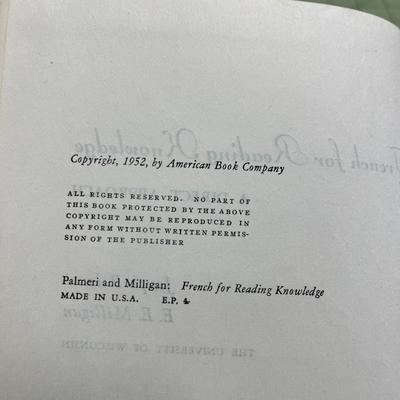 Copyright, 1952, by American Book Company
ALL RIGHTS RESERVED. NO PART OF
THIS BOOK PROTECTED BY THE ABOVE
COPYRIGHT MAY BE REPRODUCED IN
ANY FORM WITHOUT WRITTEN PERMIS-
SION OF THE PUBLISHER
Palmeri and Milligan: French for Reading Knowledge
MADE IN U.S.A. E.P. 4